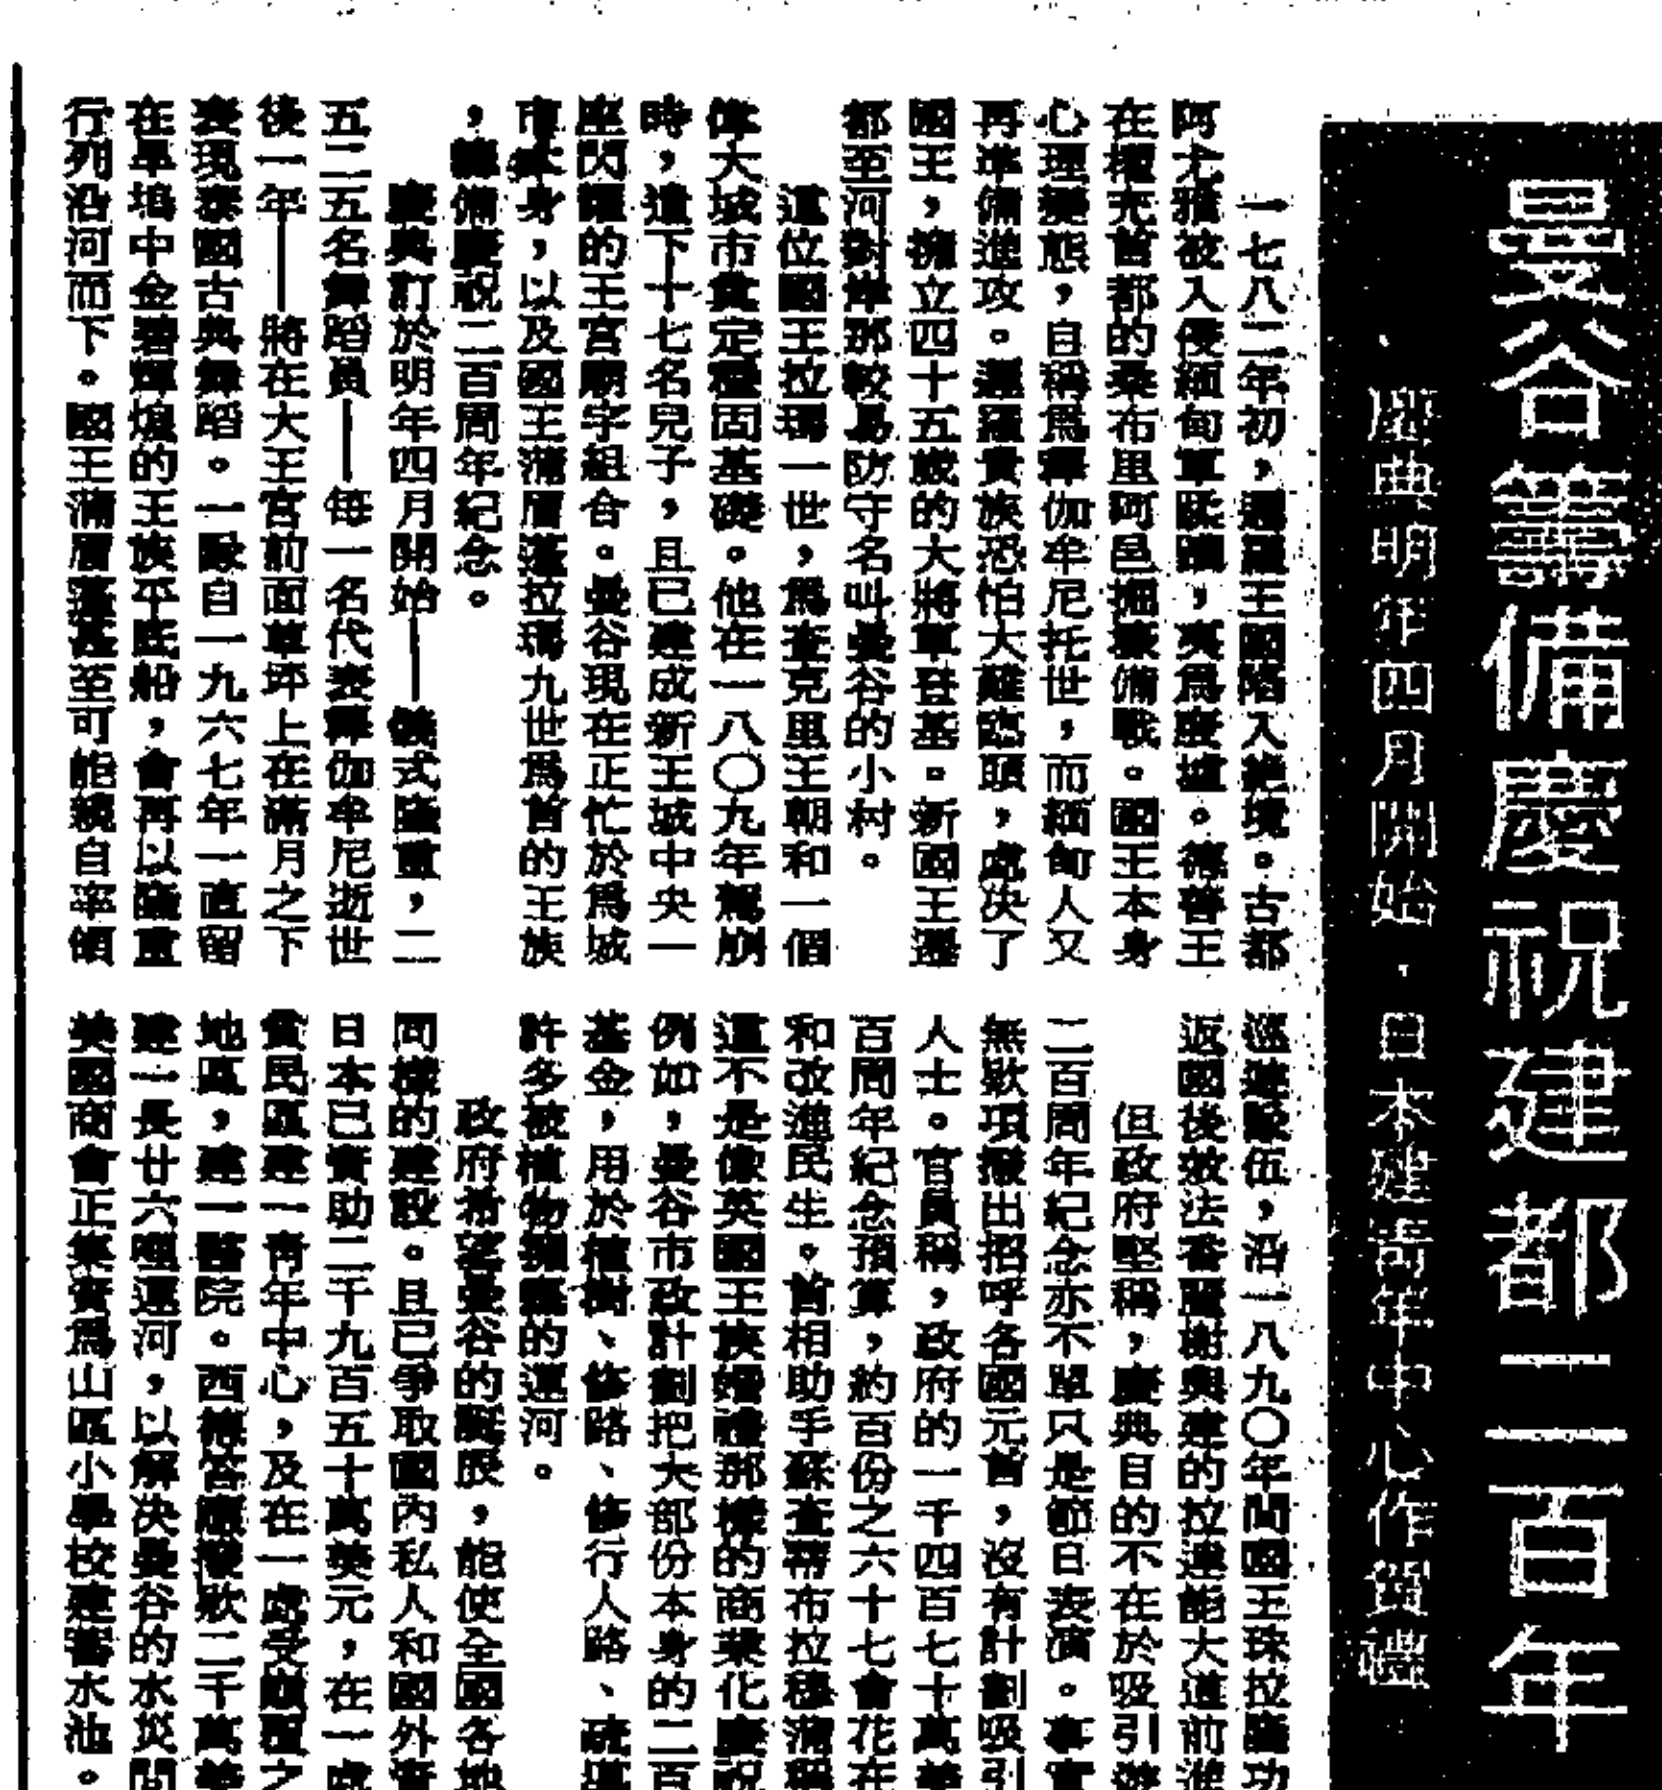 曼谷籌備慶祝建都二百年
慶典明年四月開始・日本建青年中心作賀禮
一七八二年初，暹羅王國陷入絶境。古都
阿尤雅被入侵緬甸軍蹂躪，夷爲廢墟。德普王
在權充首都的桑布里阿邑掘壕備戰。國王本身
心理變態，自稱爲釋伽牟尼托世，而緬甸人又
再準備進攻。暹羅貴族恐怕大難臨頭，處决了
國王，擁立四十五歲的大將軍登基。新國王遷
都至河對岸那較易防守名叫曼谷的小村。
這位國王拉瑪一世，爲查克里王朝和一個
偉大城市奠定穩固基礎。他在一八〇九年駕崩
時，遺下十七名兒子，且已建成新王城中央一
座閃耀的王宮廟宇組合。曼谷現在正忙於爲城
市本身，以及國王蒲眉蓬拉瑪九世爲首的王族
，籌備慶祝二百周年紀念。
慶典訂於明年四月開始——儀式隆重，二
五二五名舞蹈員——每一名代表釋伽牟尼逝世
後一年——將在大王宮前面草坪上在滿月之下
表現泰國古典舞蹈。一艘自一九六七年一直留
在旱塢中金碧輝煌的王族平底船，會再以隆重
行列沿河而下。國王蒲眉蓬甚至可能親自率領
巡遊隊伍，沿一八九〇年間國王珠拉隆功
返國後效法香麗榭興建的拉達能大道前進
但政府堅稱，慶典目的不在於吸引遊
二百周年紀念亦不單只是節日表演。事實
無欵項撥出招呼各國元首，沒有計劃吸引
人士。官員稱，政府的一千四百七十萬美
百周年紀念預算，約百份之六十七會花在
和改進民生。首相助手蘇查蒂布拉穆蒲稱
這不是像英國王族婚禮那樣的商業化慶祝
例如，曼谷市政計劃把大部份本身的二百
基金，用於植樹、修路、修行人路、疏濬
許多被植物擁塞的運河。
政府希望曼谷的發展，能使全國各地
同樣的建設。且已爭取國內私人和國外資
日本已資助二千九百五十萬美元，在一處
貧民區建一青年中心，及在一處受顛覆之
地區，建一醫院。西德答應撥欵二千萬美
建一長廿六哩運河，以解决曼谷的水災問
美國商會正集資爲山區小學校建蓄水池。